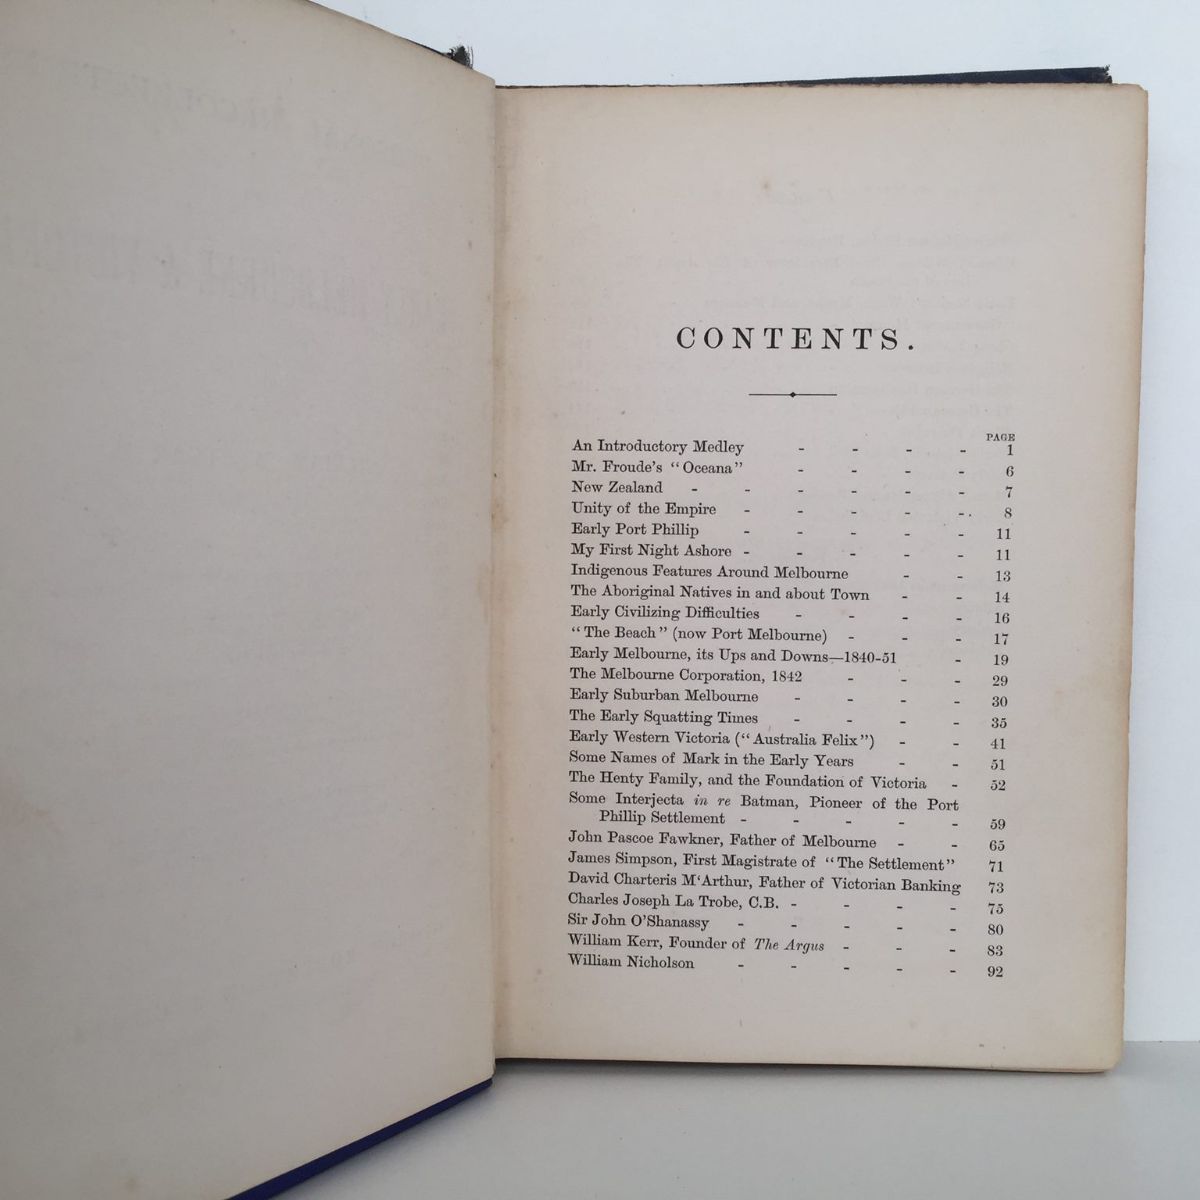 CONTENTS.
PAGE
An Introductory Medley - - - - 1
Mr. Froude's "Oceana" - - - - 6
New Zealand - - - - - - 7
Unity of the Empire - - - - - 8
Early Port Phillip - - - - - 11
My First Night Ashore - - - - - 11
Indigenous Features Around Melbourne - - 13
The Aboriginal Natives in and about Town - - 14
Early Civilizing Difficulties - - - - 16
"The Beach" (now Port Melbourne) - - - 17
Early Melbourne, its Ups and Downs—1840-51 - 19
The Melbourne Corporation, 1842 - - - 29
Early Suburban Melbourne - - - - 30
The Early Squatting Times - - - - 35
Early Western Victoria ("Australia Felix") - - 41
Some Names of Mark in the Early Years - - 51
The Henty Family, and the Foundation of Victoria - 52
Some Interjecta in re Batman, Pioneer of the Port
Phillip Settlement - - - - - 59
John Pascoe Fawkner, Father of Melbourne - - 65
James Simpson, First Magistrate of "The Settlement" 71
David Charteris M'Arthur, Father of Victorian Banking 73
Charles Joseph La Trobe, C.B. - - - - 75
Sir John O'Shanassy - - - - - 80
William Kerr, Founder of The Argus - - - 83
William Nicholson - - - - - 92